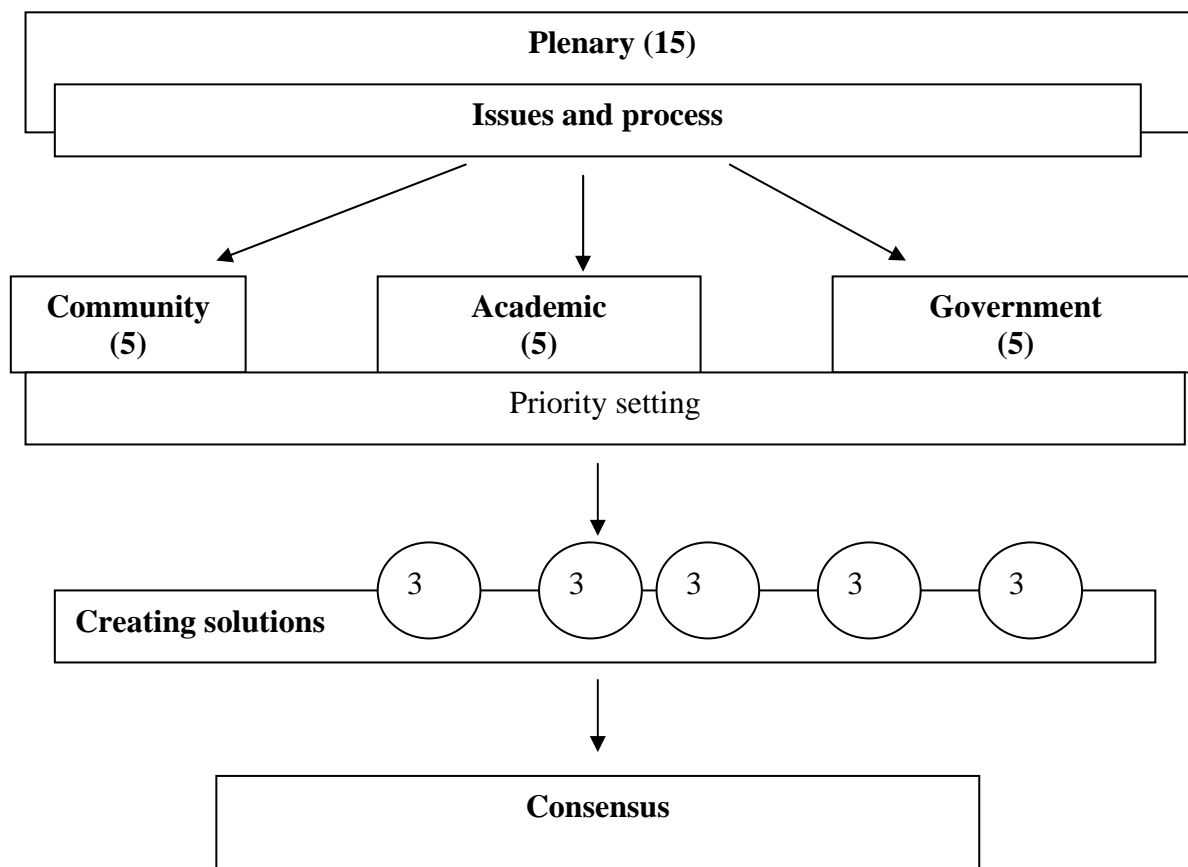 Plenary (15)
Issues and process
Community
(5)
Academic
(5)
Government
(5)
Priority setting
3 3 3 3 3
Creating solutions
Consensus